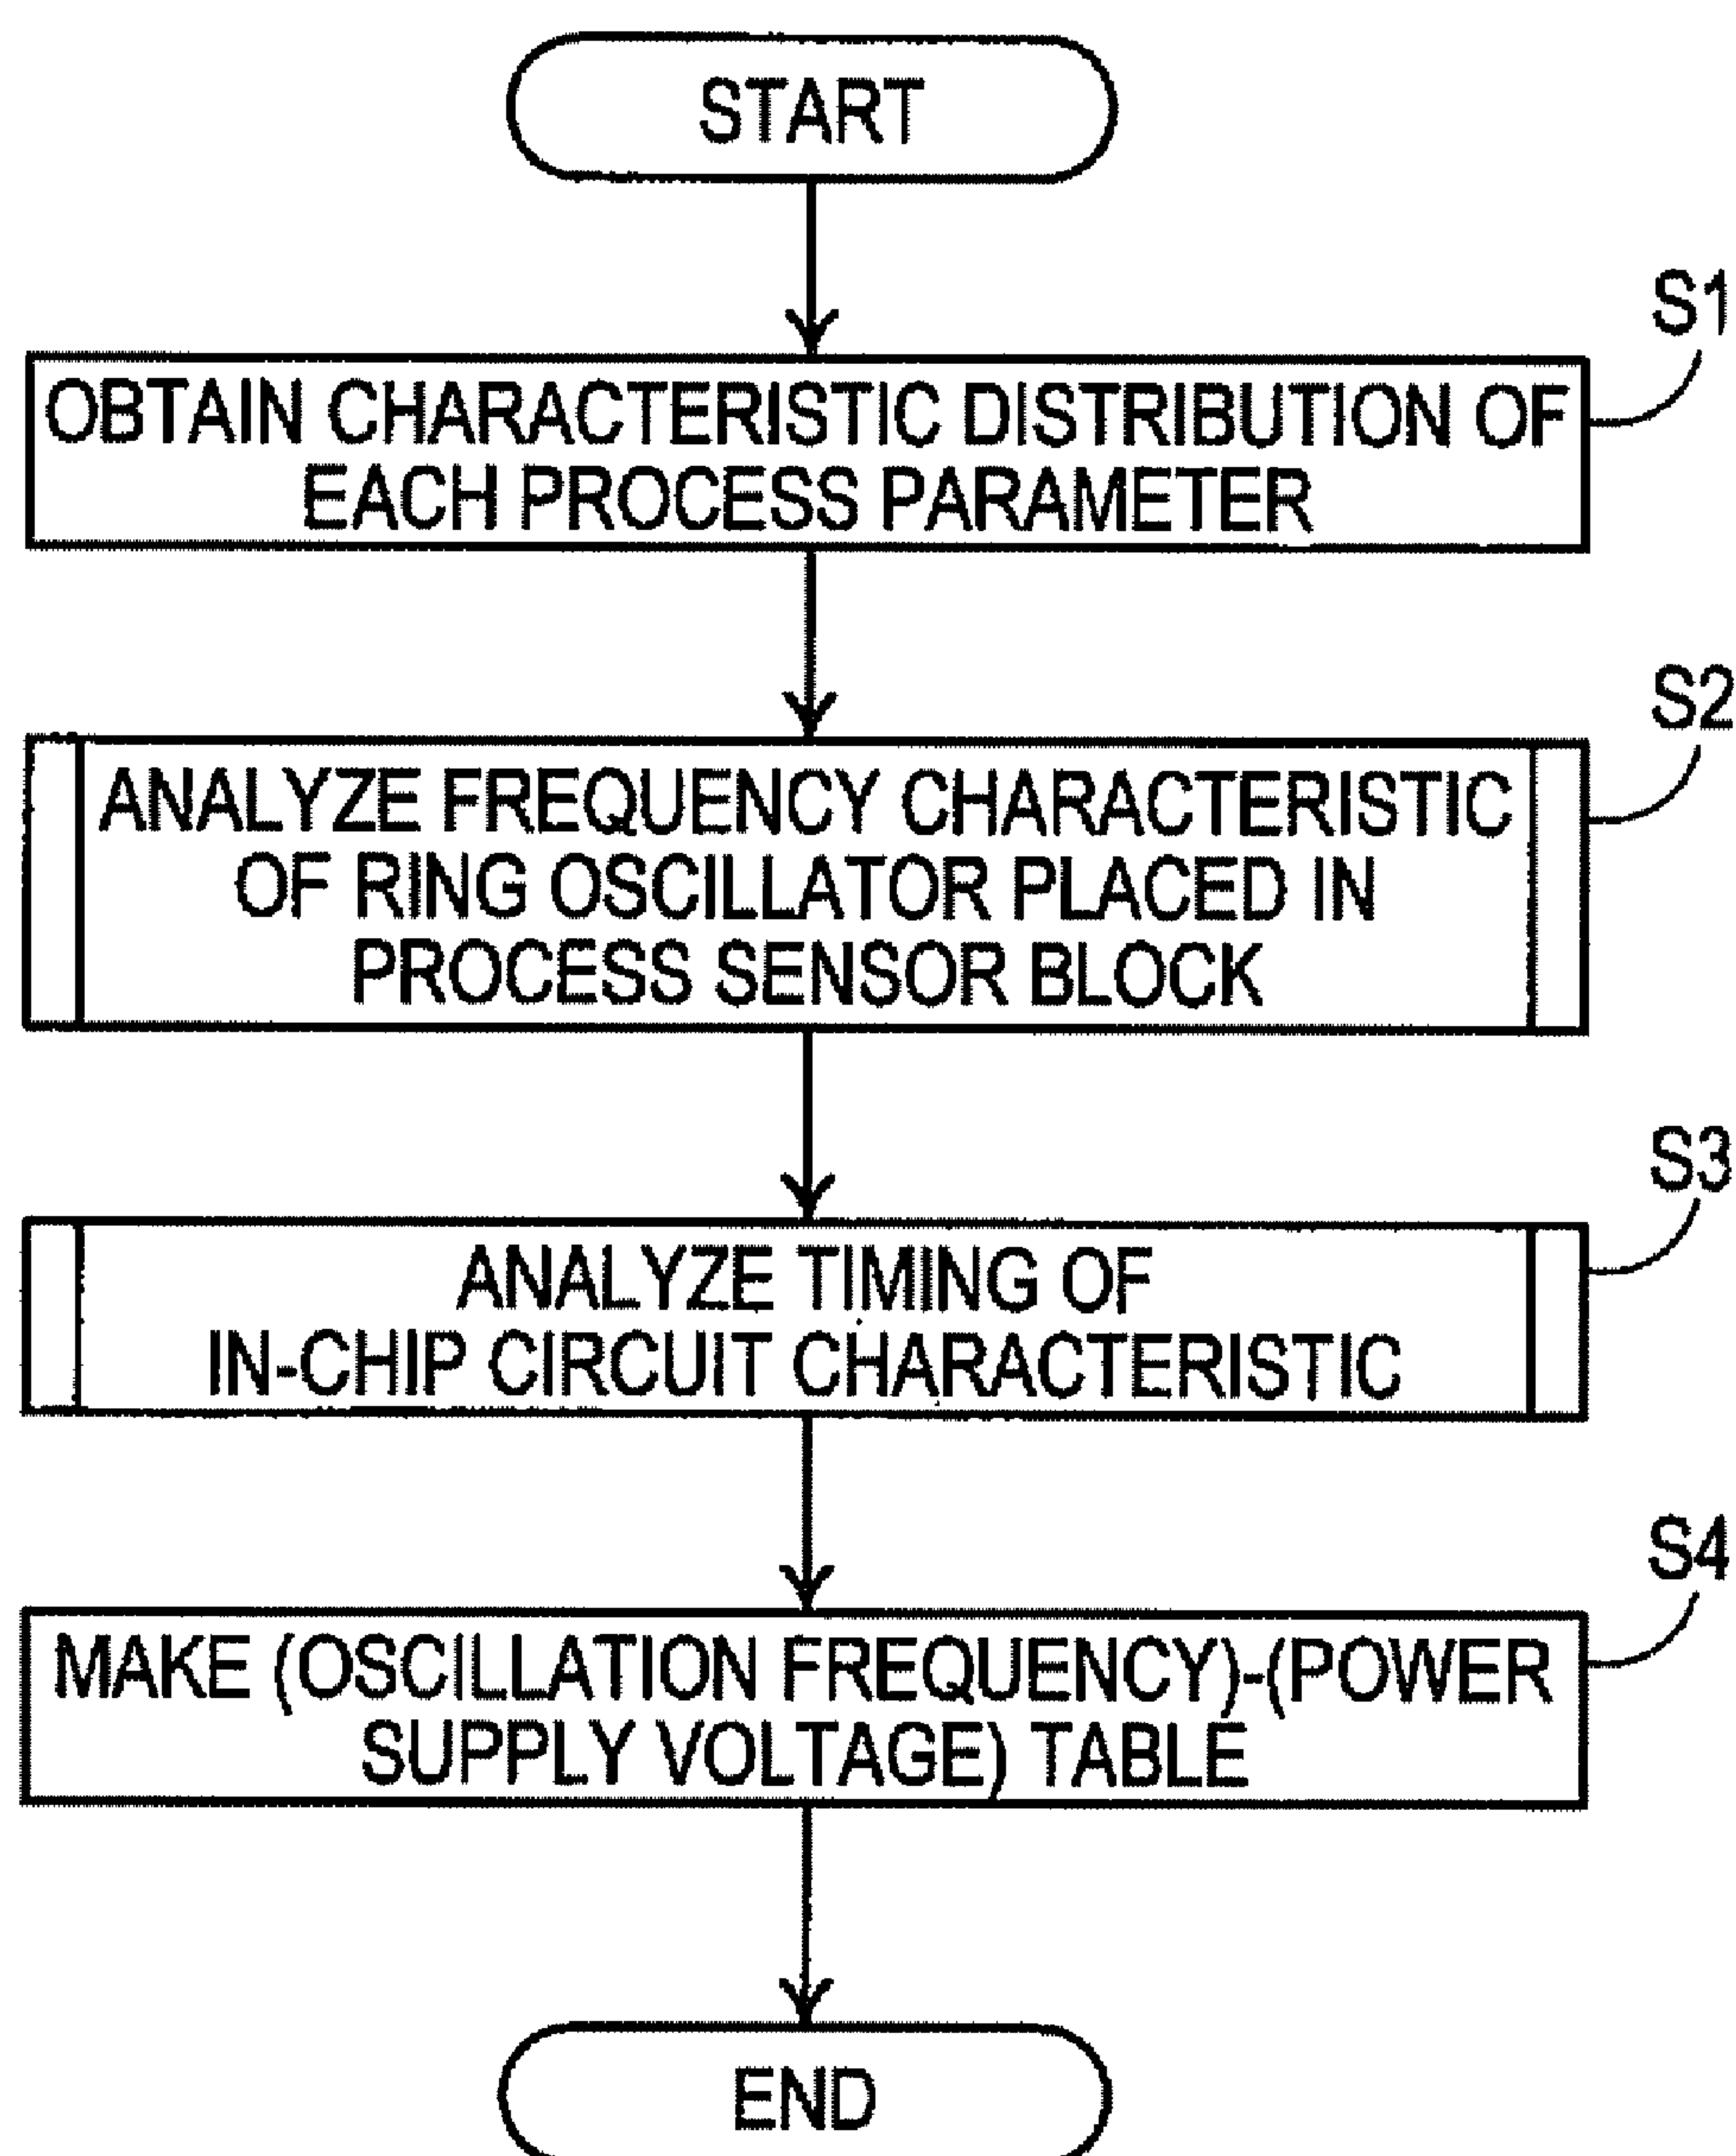 START
S1
OBTAIN CHARACTERISTIC DISTRIBUTION OF
EACH PROCESS PARAMETER
S2
ANALYZE FREQUENCY CHARACTERISTIC
OF RING OSCILLATOR PLACED IN
PROCESS SENSOR BLOCK
S3
ANALYZE TIMING OF
IN-CHIP CIRCUIT CHARACTERISTIC
S4
MAKE (OSCILLATION FREQUENCY)-(POWER
SUPPLY VOLTAGE) TABLE
END